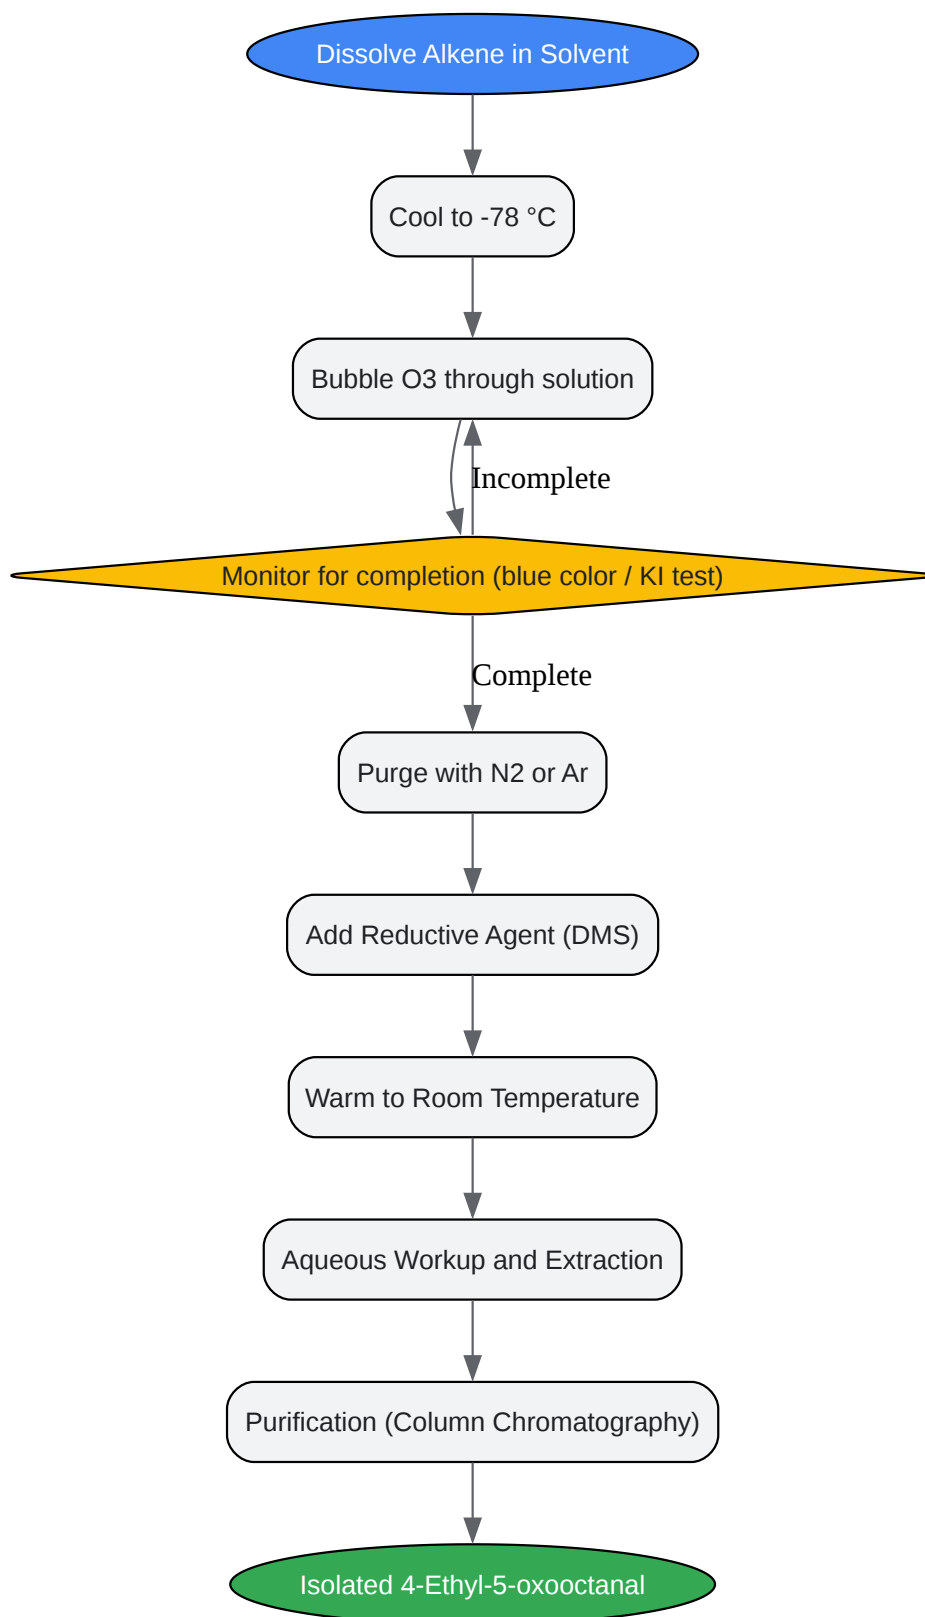 Dissolve Alkene in Solvent
Cool to -78 °C
Bubble O3 through solution
Incomplete
Monitor for completion (blue color / KI test)
Complete
Purge with N2 or Ar
Add Reductive Agent (DMS)
Warm to Room Temperature
Aqueous Workup and Extraction
Purification (Column Chromatography)
Isolated 4-Ethyl-5-oxooctanal